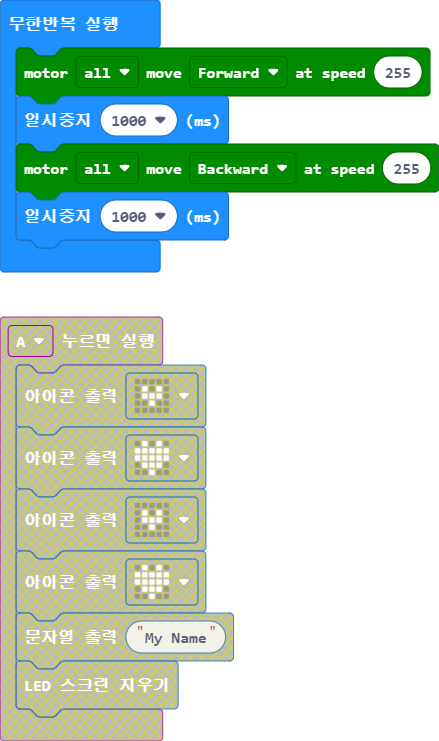 무한반복 실행
motor all move Forward at speed 255
일시중지 1000 (ms)
motor all move Backward at speed 255
일시중지 1000 (ms)
A 누르면 실행
아이콘 출력
아이콘 출력
아이콘 출력
아이콘 출력
문자열 출력 "My Name"
LED 스크린 지우기